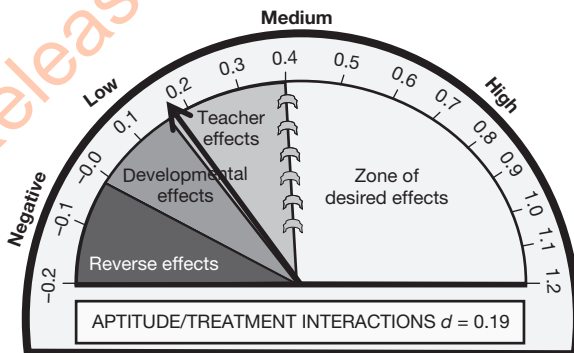 Medium
Low
High
Negative
-0.2
-0.1
-0.0
0.1
0.2
0.3
0.4
0.5
0.6
0.7
0.8
0.9
1.0
1.1
1.2
Teacher
effects
Developmental
effects
Reverse effects
Zone of
desired effects
APTITUDE/TREATMENT INTERACTIONS d = 0.19